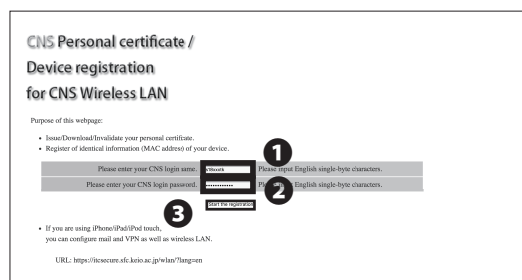 CNS Personal certificate /
Device registration
for CNS Wireless LAN
Purpose of this webpage:
• Issue/Download/Invalidate your personal certifcate.
• Register of identical information (MAC address) of your device.
1
Please enter your CNS login name. Please input English single-byte characters.
Please enter your CNS login password. •••••••••••• English single-byte characters.
2
3 Start the registration
• If you are using iPhone/iPad/iPod touch,
you can configure mail and VPN as well as wireless LAN.
URL: https://itcsecure.sfc.keio.ac.jp/wlan/?lang=en